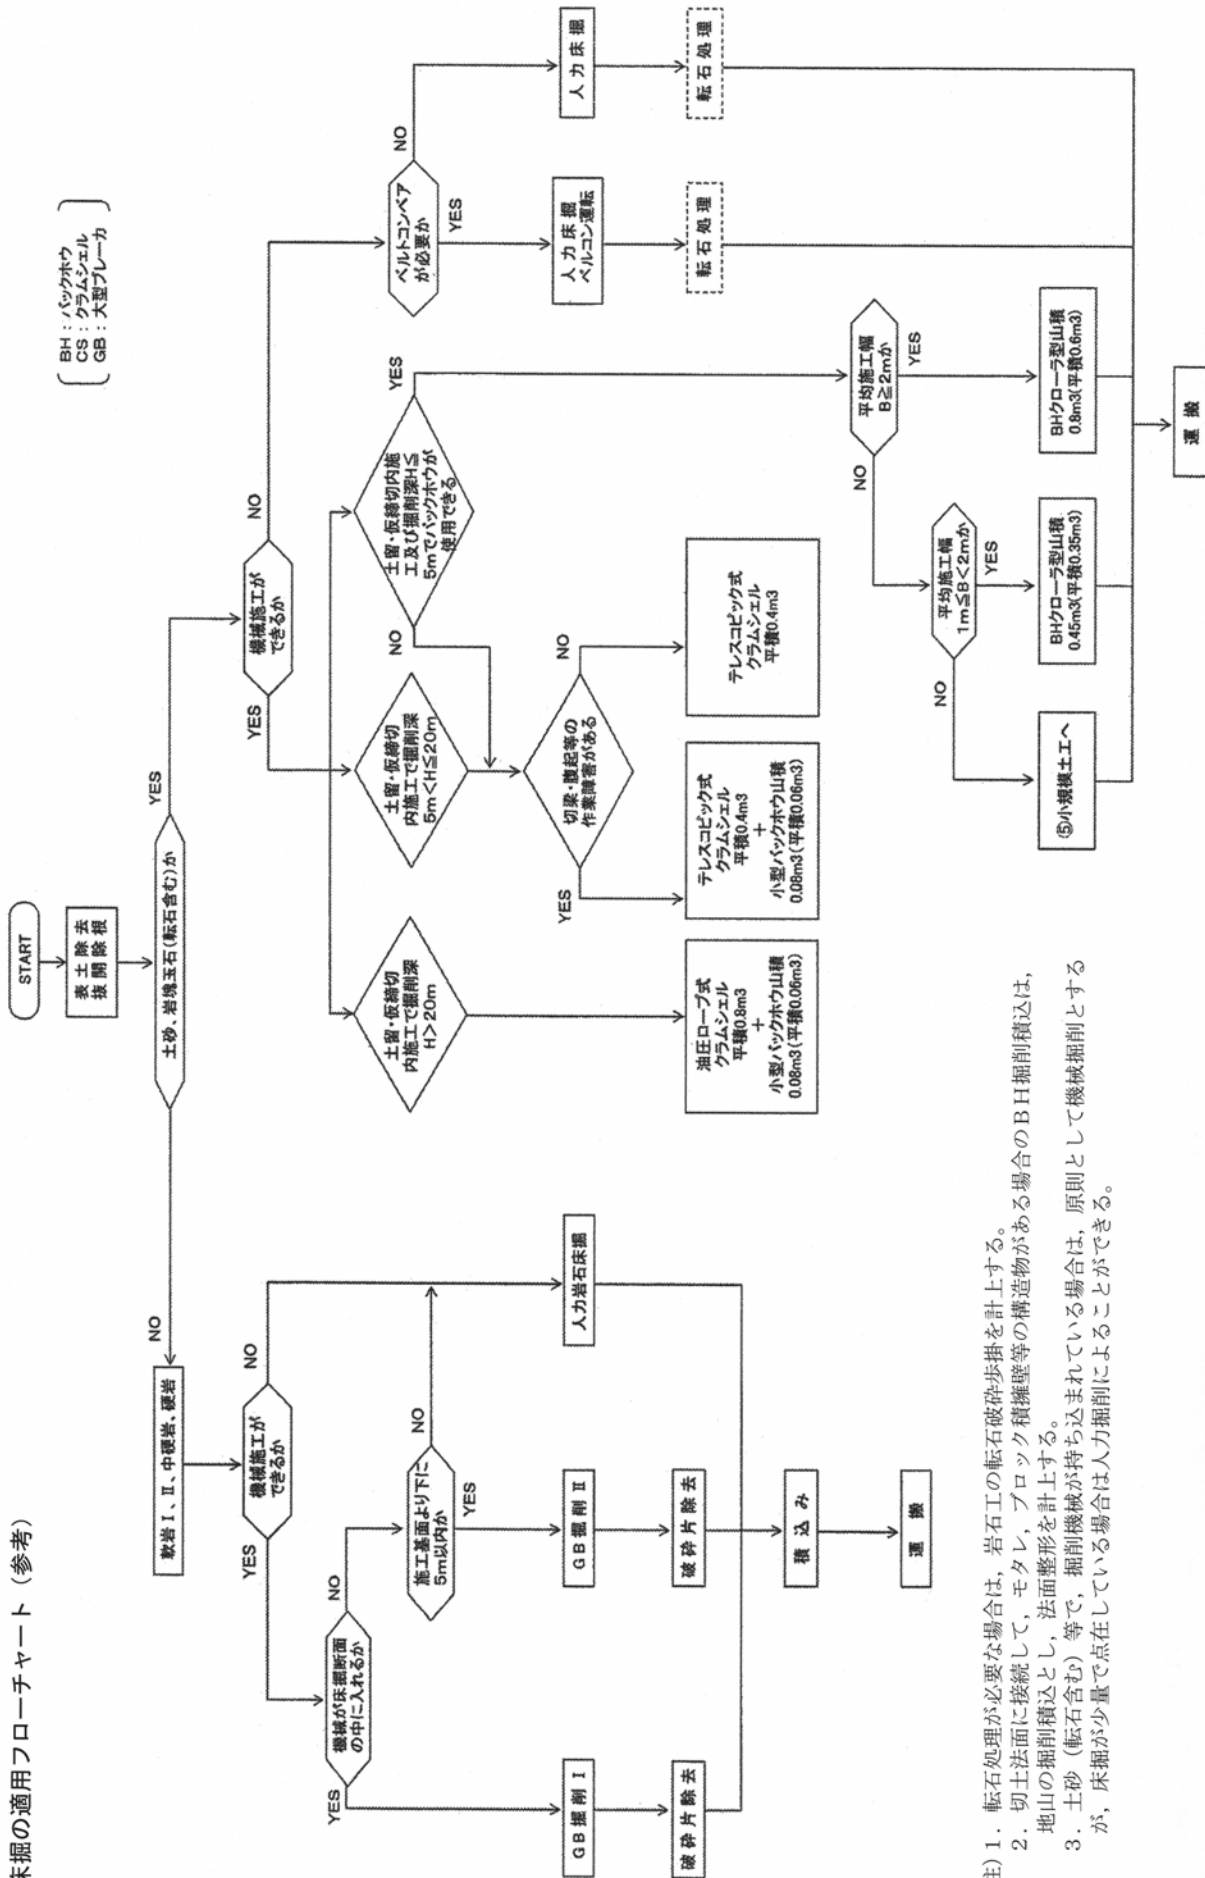 床掘の適用フローチャート（参考）
BH：バックホウ
CS：クラムシェル
GB：大型ブレーカ
START
表土除去
抜開除根
土砂、岩塊玉石(転石含む)か
NO
YES
軟岩Ⅰ、Ⅱ、中硬岩、硬岩
機械施工が
できるか
YES
NO
機械が床掘断面
の中に入れるか
YES
NO
施工基面より下に
5m以内か
NO
YES
GB掘削Ⅰ
GB掘削Ⅱ
人力岩石床掘
破砕片除去
破砕片除去
積込み
運搬
機械施工が
できるか
YES
NO
土留・仮締切
内施工で掘削深
H>20m
土留・仮締切
内施工で掘削深
5m<H≦20m
土留・仮締切内施
工及び掘削深H≦
5mでバックホウが
使用できる
NO
YES
切梁・腹起等の
作業障害がある
YES
NO
油圧ロープ式
クラムシェル
平積0.8m3
+
小型バックホウ山積
0.08m3(平積0.06m3)
テレスコピック式
クラムシェル
平積0.4m3
+
小型バックホウ山積
0.08m3(平積0.06m3)
テレスコピック式
クラムシェル
平積0.4m3
ベルトコンベア
が必要か
YES
NO
人力床掘
ベルコン運転
人力床掘
転石処理
転石処理
平均施工幅
B≧2mか
NO
YES
平均施工幅
1m≦B<2mか
NO
YES
⑤小規模土工へ
BHクローラ型山積
0.45m3(平積0.35m3)
BHクローラ型山積
0.8m3(平積0.6m3)
運搬
注）1．転石処理が必要な場合は，岩石工の転石破砕歩掛を計上する。
2．切土法面に接続して，モタレ，ブロック積擁壁等の構造物がある場合のBH掘削積込は，
地山の掘削積込とし，法面整形を計上する。
3．土砂（転石含む）等で，掘削機械が持ち込まれている場合は，原則として機械掘削とする
が，床掘が少量で点在している場合は人力掘削によることができる。